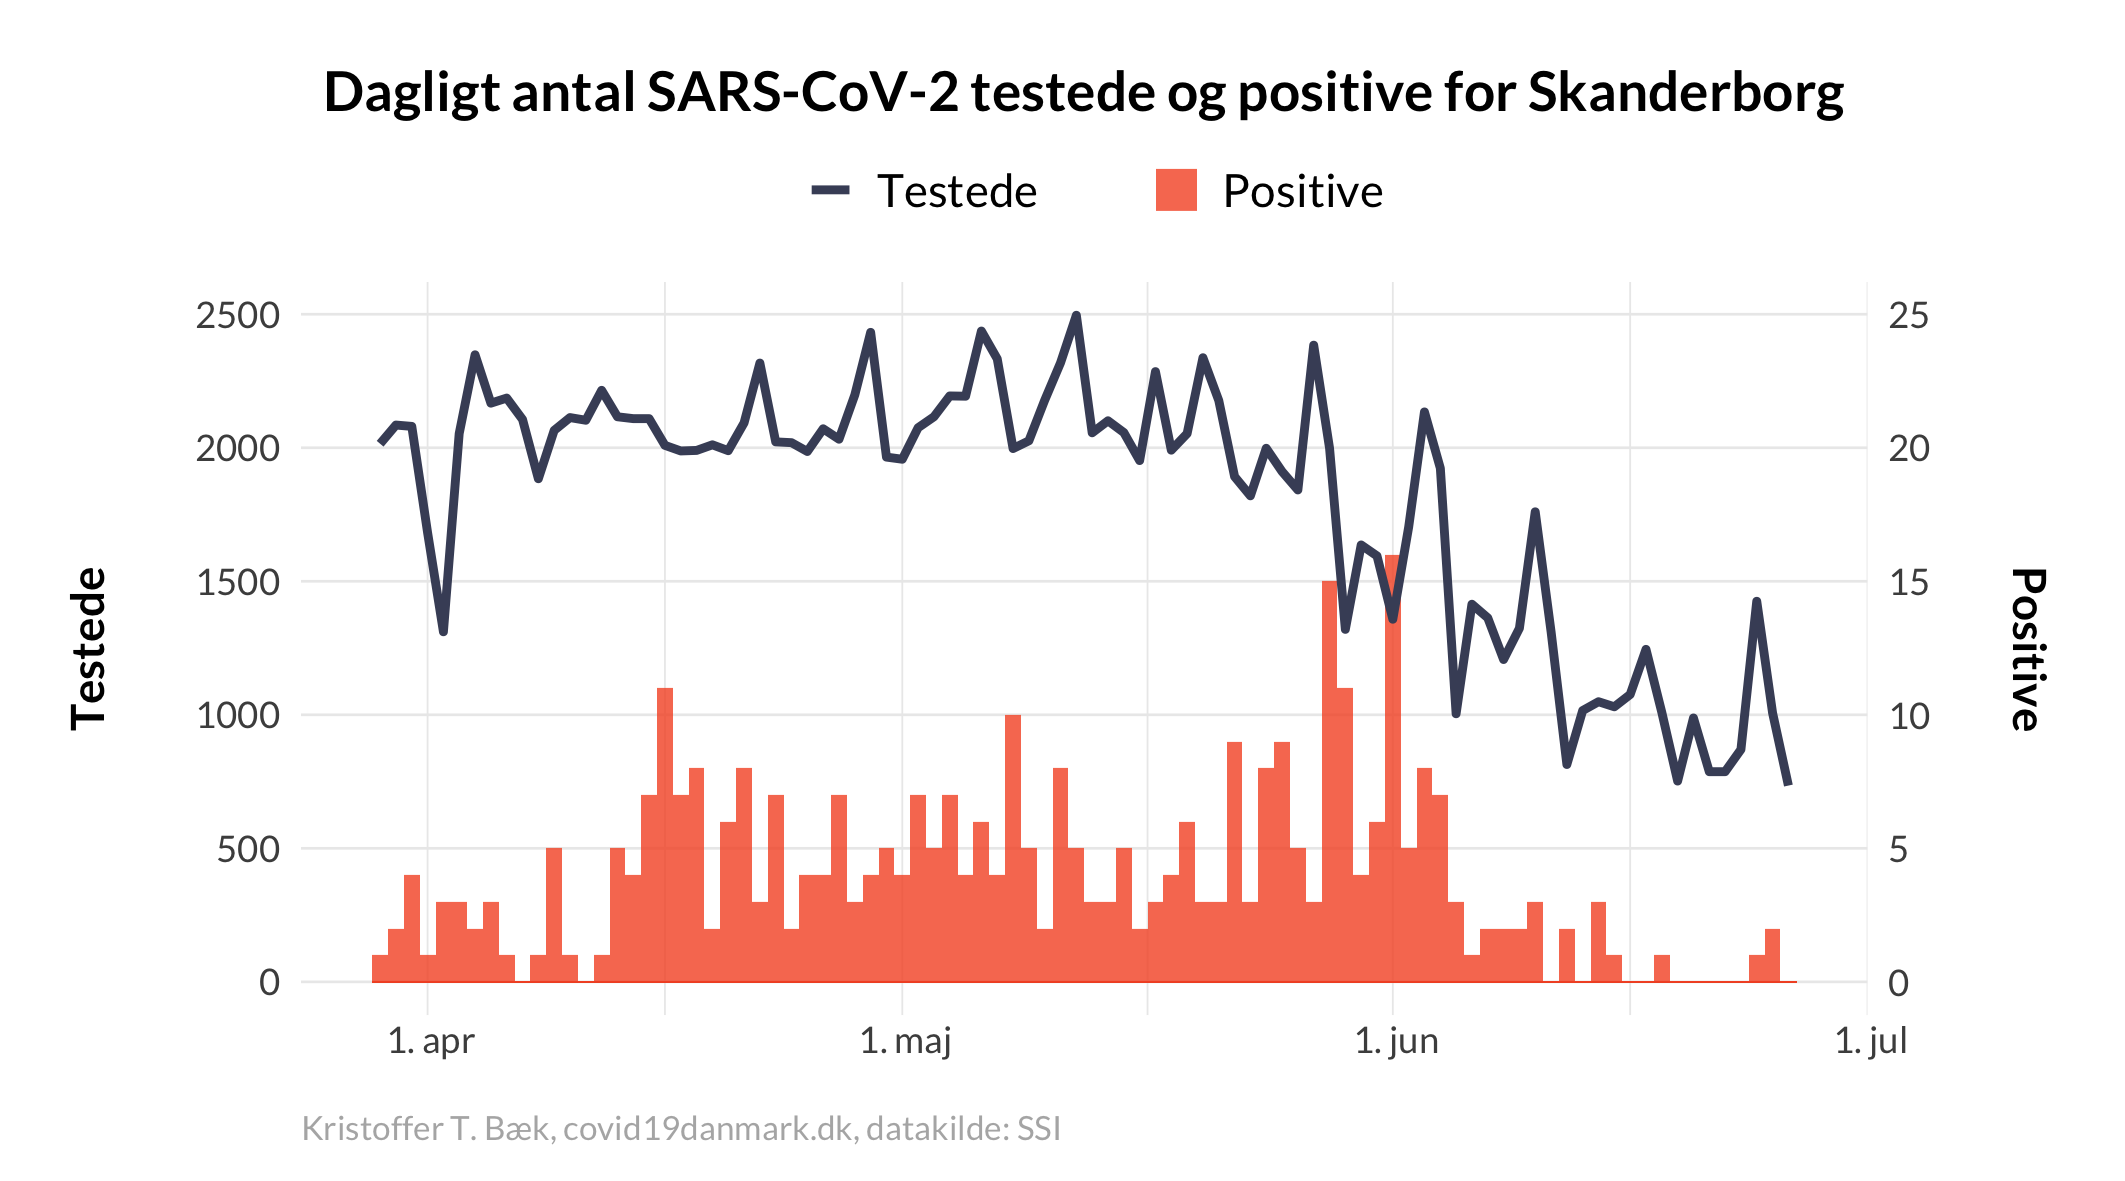 Dagligt antal SARS-CoV-2 testede og positive for Skanderborg
Testede
Positive
2500
2000
1500
1000
500
0
Testede
25
20
15
10
5
0
Positive
1. apr
1. maj
1. jun
1. jul
Kristoffer T. Bæk, covid19danmark.dk, datakilde: SSI